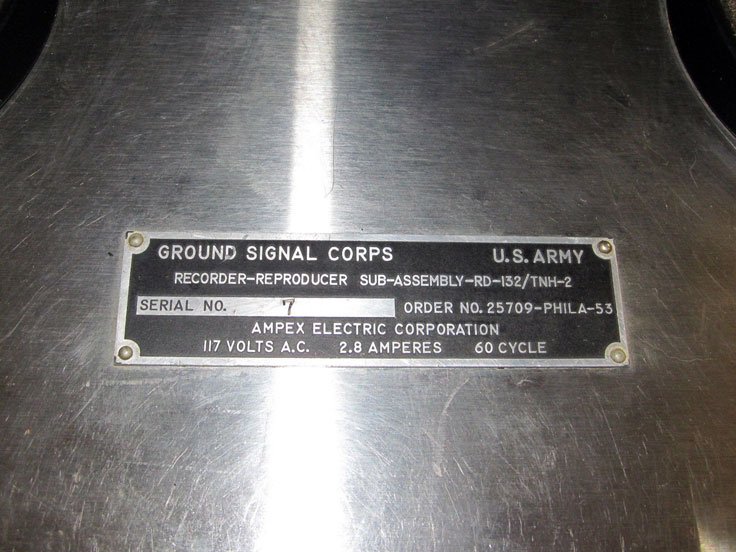 GROUND SIGNAL CORPS U.S. ARMY
RECORDER-REPRODUCER SUB-ASSEMBLY-RD-132/TNH-2
SERIAL NO. 7 ORDER NO. 25709-PHILA-53
AMPEX ELECTRIC CORPORATION
117 VOLTS A.C. 2.8 AMPERES 60 CYCLE